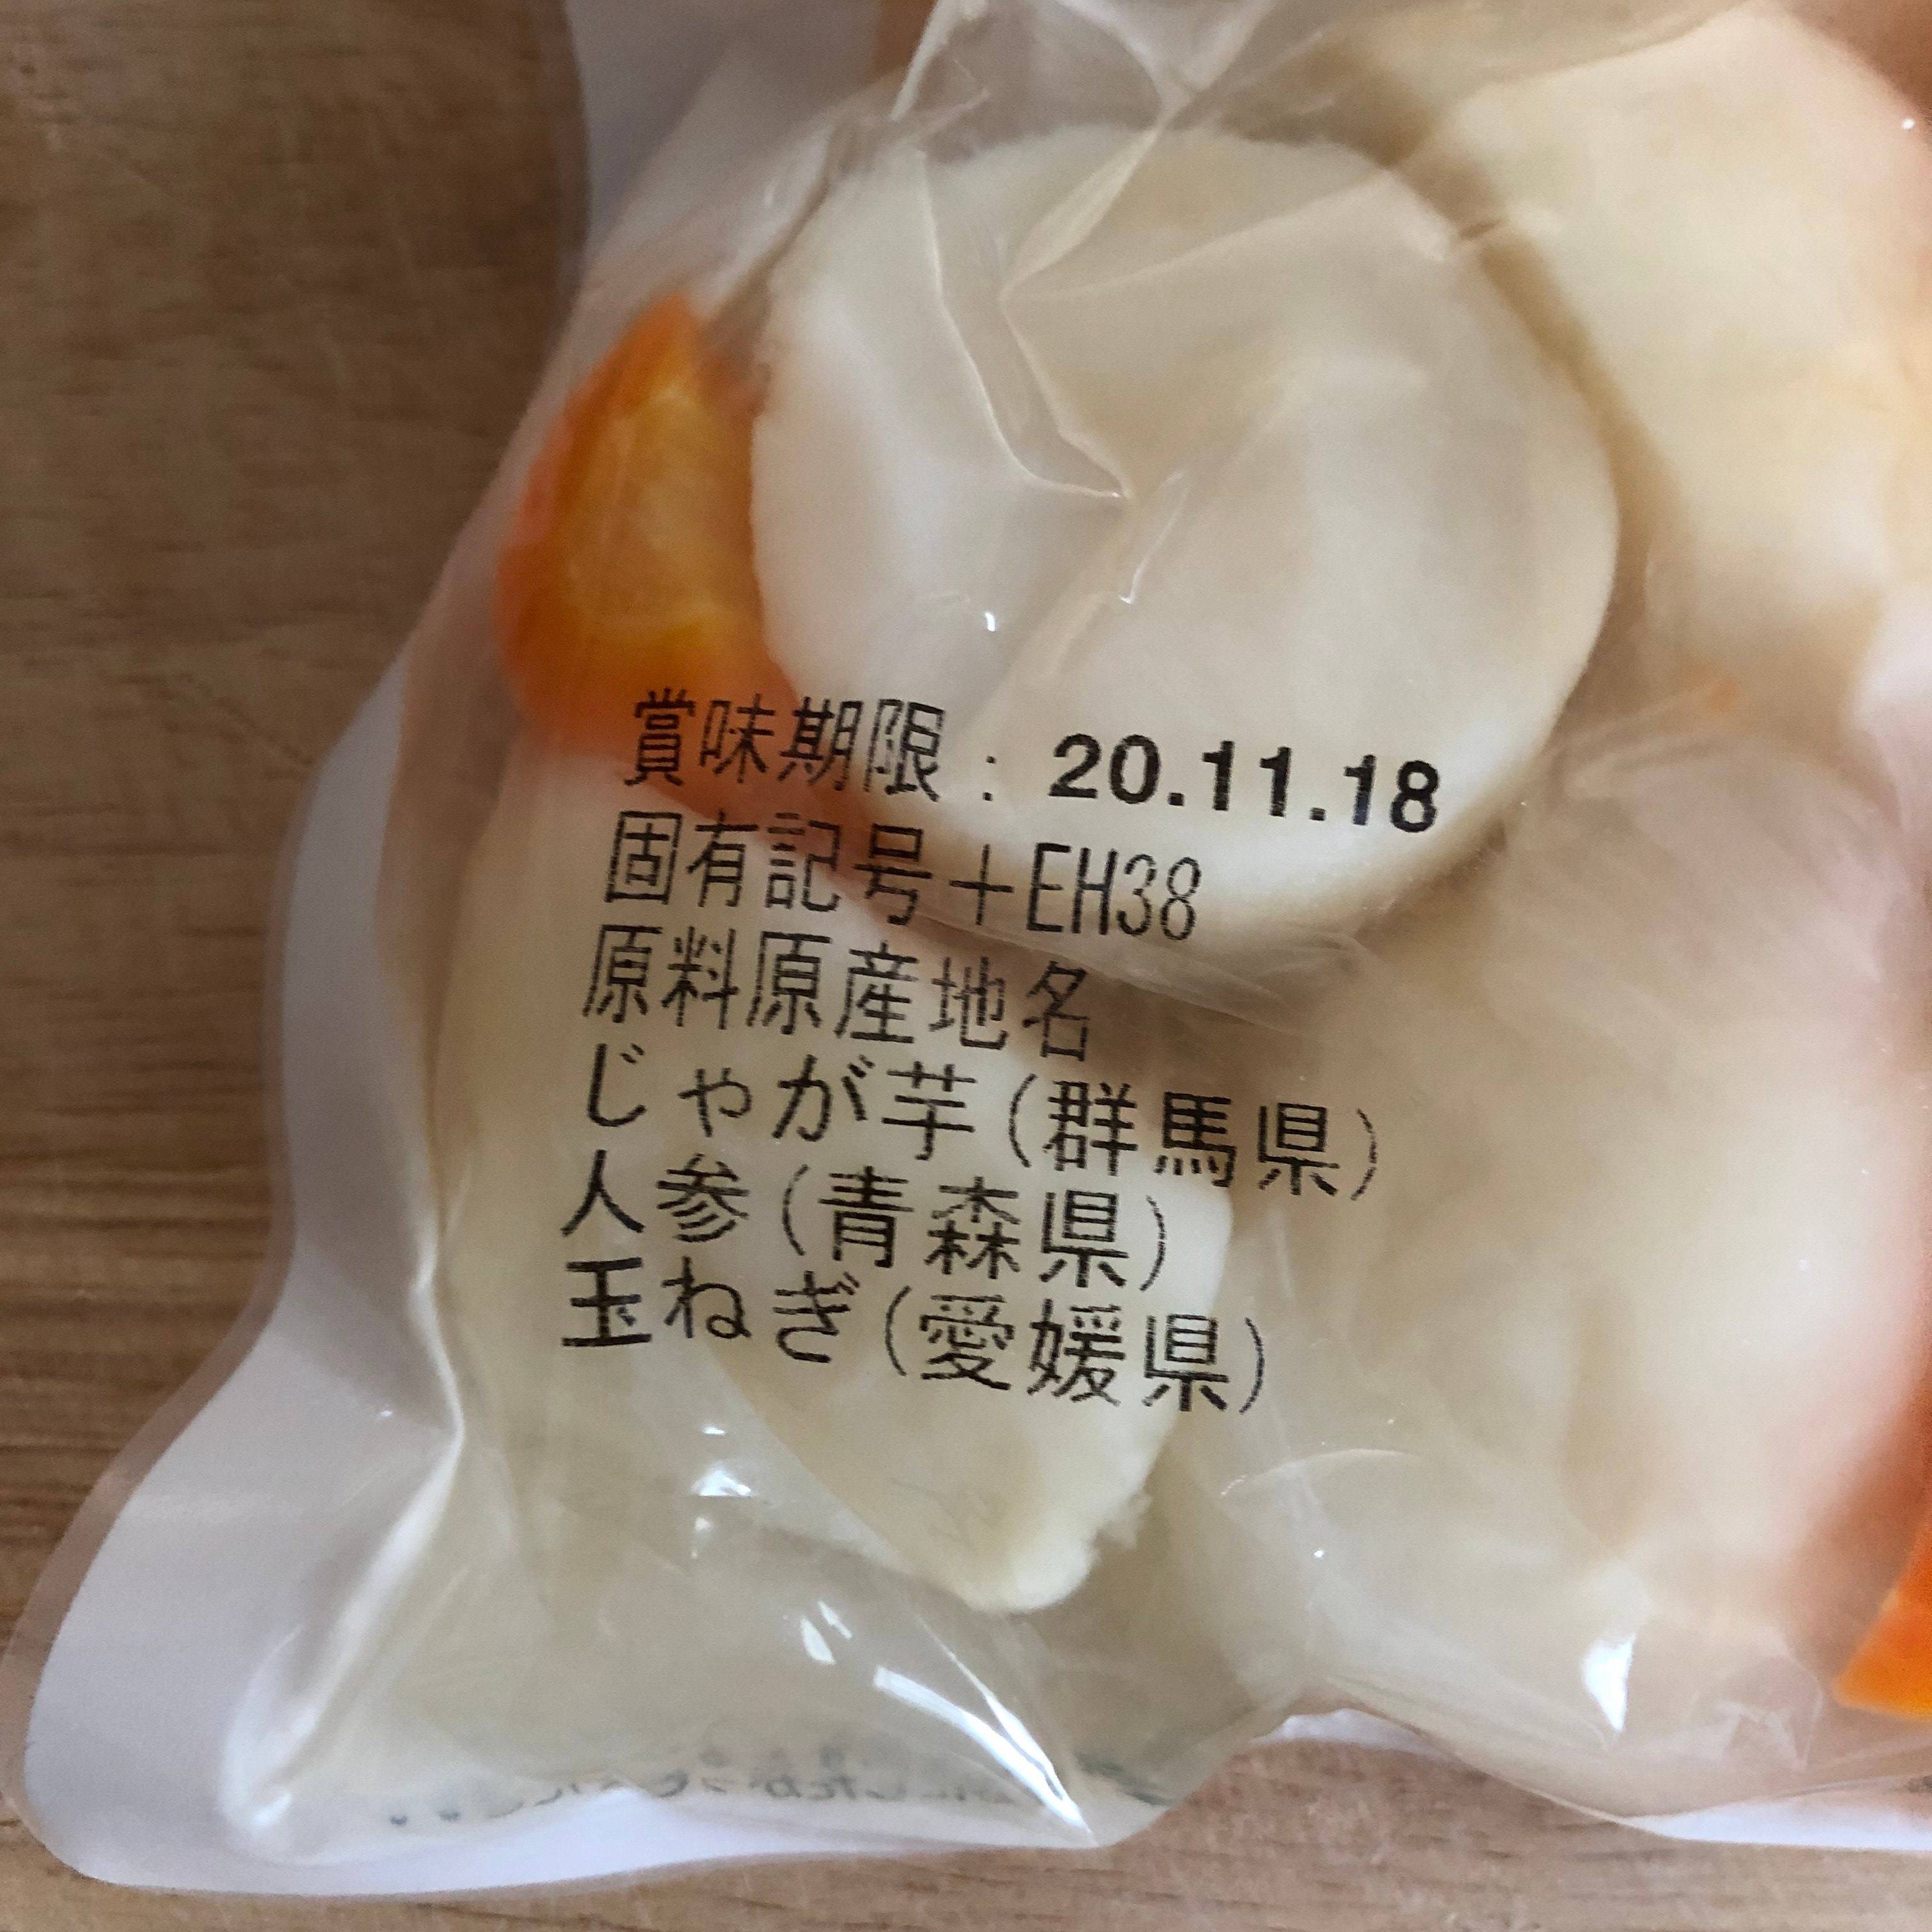 賞味期限：20.11.18
固有記号＋EH38
原料原産地名
じゃが芋(群馬県)
人参(青森県)
玉ねぎ(愛媛県)